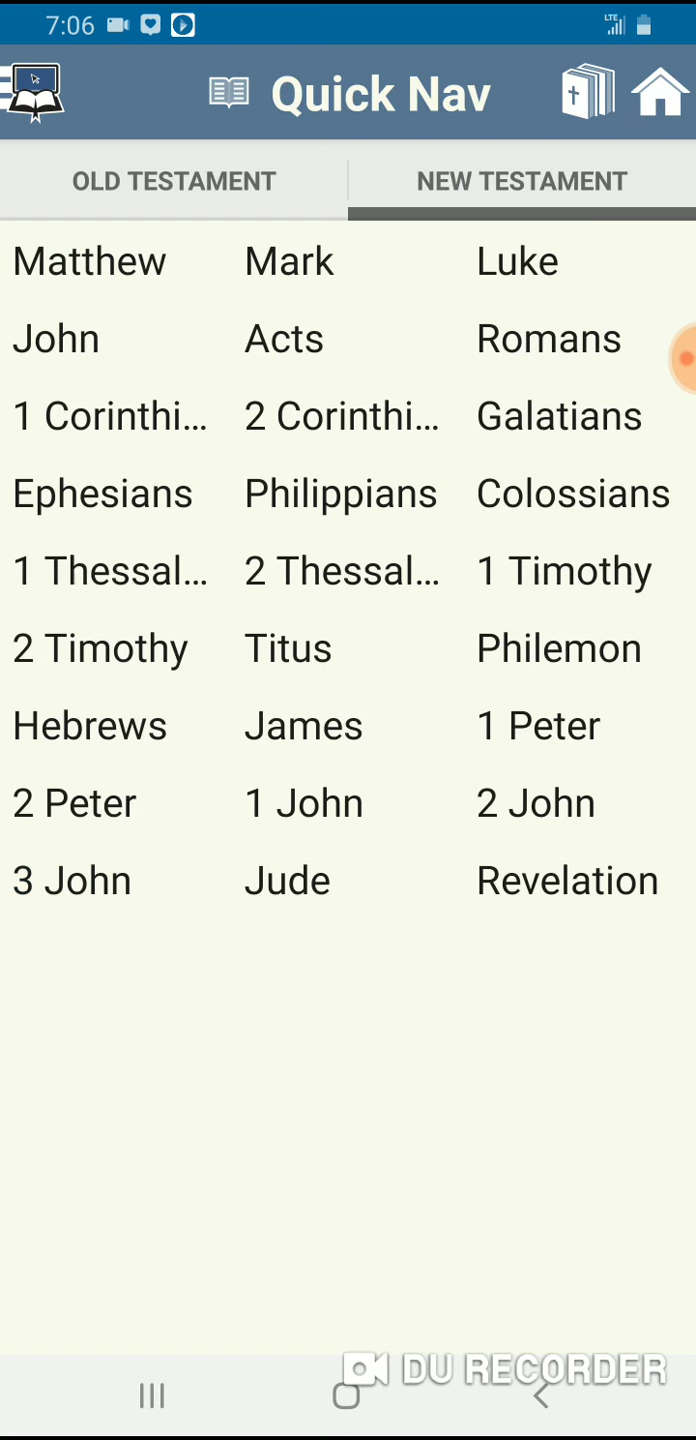 7:06 LTE
Quick Nav
OLD TESTAMENT NEW TESTAMENT
Matthew Mark Luke
John Acts Romans
1 Corinthi... 2 Corinthi... Galatians
Ephesians Philippians Colossians
1 Thessal... 2 Thessal... 1 Timothy
2 Timothy Titus Philemon
Hebrews James 1 Peter
2 Peter 1 John 2 John
3 John Jude Revelation
DU RECORDER